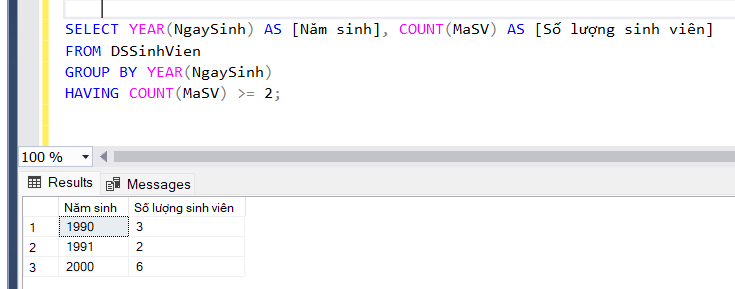 SELECT YEAR(NgaySinh) AS [Năm sinh], COUNT(MaSV) AS [Số lượng sinh viên]
FROM DSSinhVien
GROUP BY YEAR(NgaySinh)
HAVING COUNT(MaSV) >= 2;
100 %
Results Messages
Năm sinh Số lượng sinh viên
1 1990 3
2 1991 2
3 2000 6